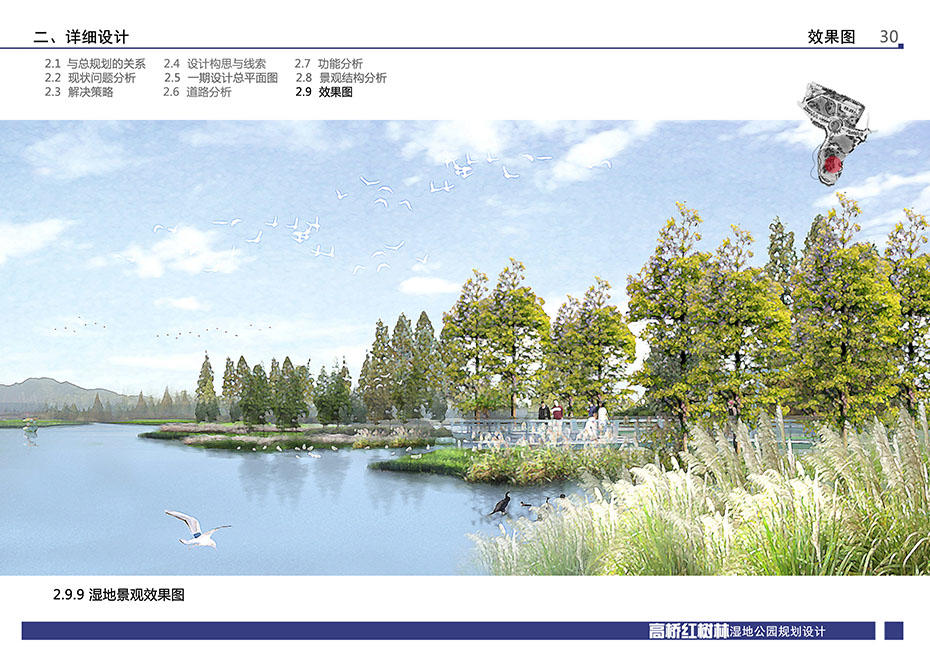 二、详细设计
效果图 30
2.1 与总规划的关系 2.4 设计构思与线索 2.7 功能分析
2.2 现状问题分析 2.5 一期设计总平面图 2.8 景观结构分析
2.3 解决策略 2.6 道路分析 2.9 效果图
2.9.9 湿地景观效果图
高桥红树林湿地公园规划设计